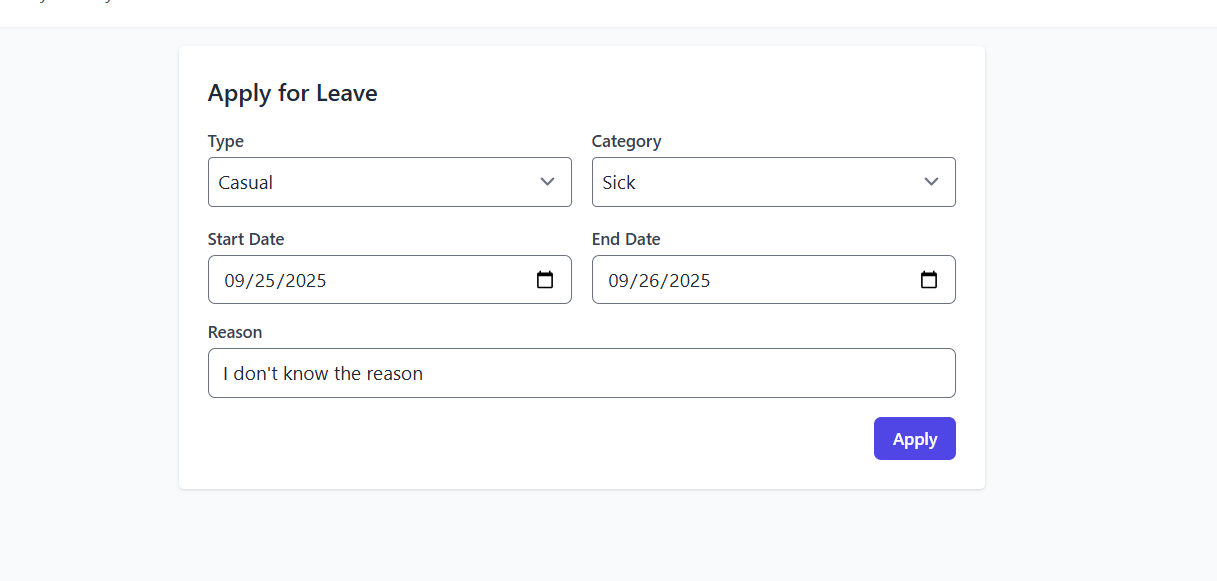 Apply for Leave
Type Category
Casual Sick
Start Date End Date
09/25/2025 09/26/2025
Reason
I don't know the reason
Apply